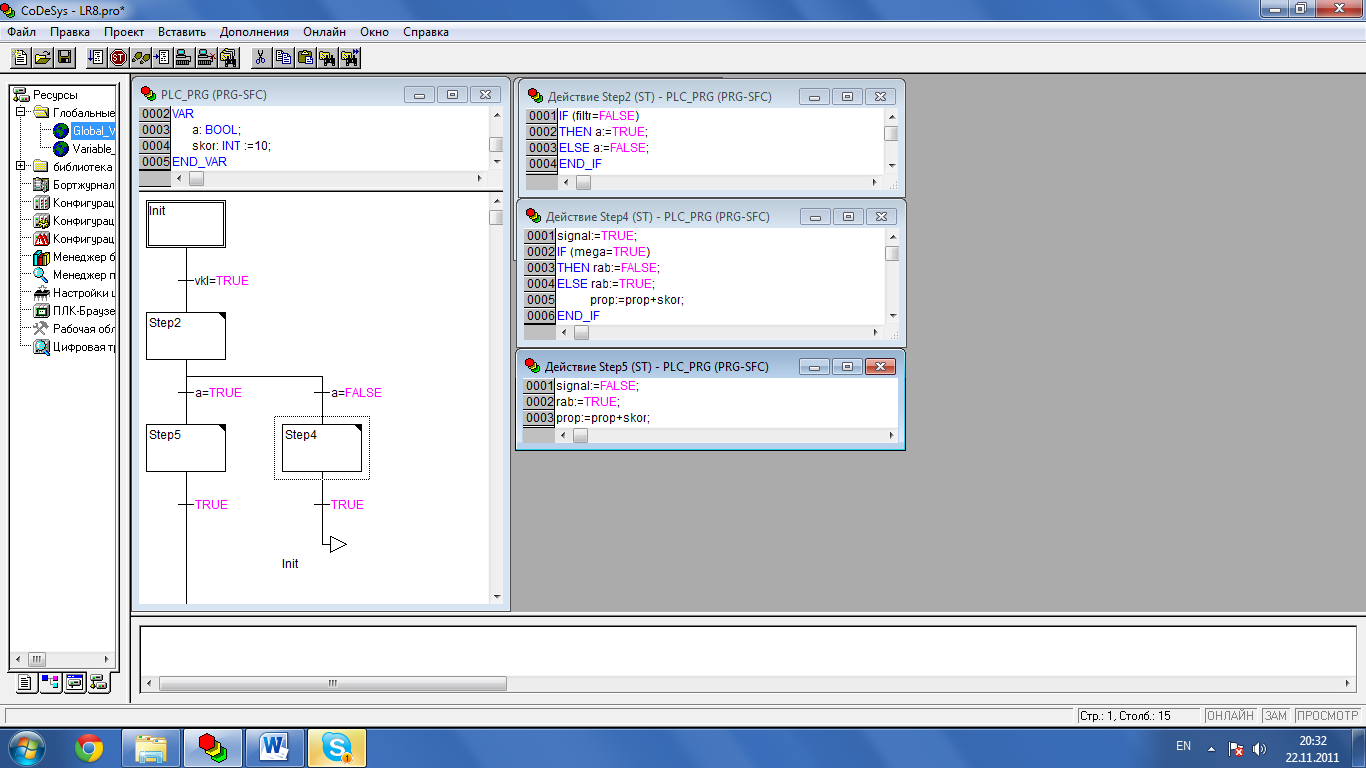 CoDeSys - LR8.pro*
Файл Правка Проект Вставить Дополнения Онлайн Окно Справка
Ресурсы
Глобальные
Global_V
Variable_
библиотека
Бортжурнал
Конфигурац
Конфигурац
Конфигурац
Менеджер б
Менеджер п
Настройки ц
ПЛК-Браузе
Рабочая обл
Цифровая т
PLC_PRG (PRG-SFC)
0002 VAR
0003 a: BOOL;
0004 skor: INT :=10;
0005 END_VAR
Init
vkl=TRUE
Step2
a=TRUE a=FALSE
Step5 Step4
TRUE TRUE
Init
Действие Step2 (ST) - PLC_PRG (PRG-SFC)
0001 IF (filtr=FALSE)
0002 THEN a:=TRUE;
0003 ELSE a:=FALSE;
0004 END_IF
Действие Step4 (ST) - PLC_PRG (PRG-SFC)
0001 signal:=TRUE;
0002 IF (mega=TRUE)
0003 THEN rab:=FALSE;
0004 ELSE rab:=TRUE;
0005 prop:=prop+skor;
0006 END_IF
Действие Step5 (ST) - PLC_PRG (PRG-SFC)
0001 signal:=FALSE;
0002 rab:=TRUE;
0003 prop:=prop+skor;
Стр.: 1, Столб.: 15 ОНЛАЙН ЗАМ ПРОСМОТР
EN 20:32
22.11.2011